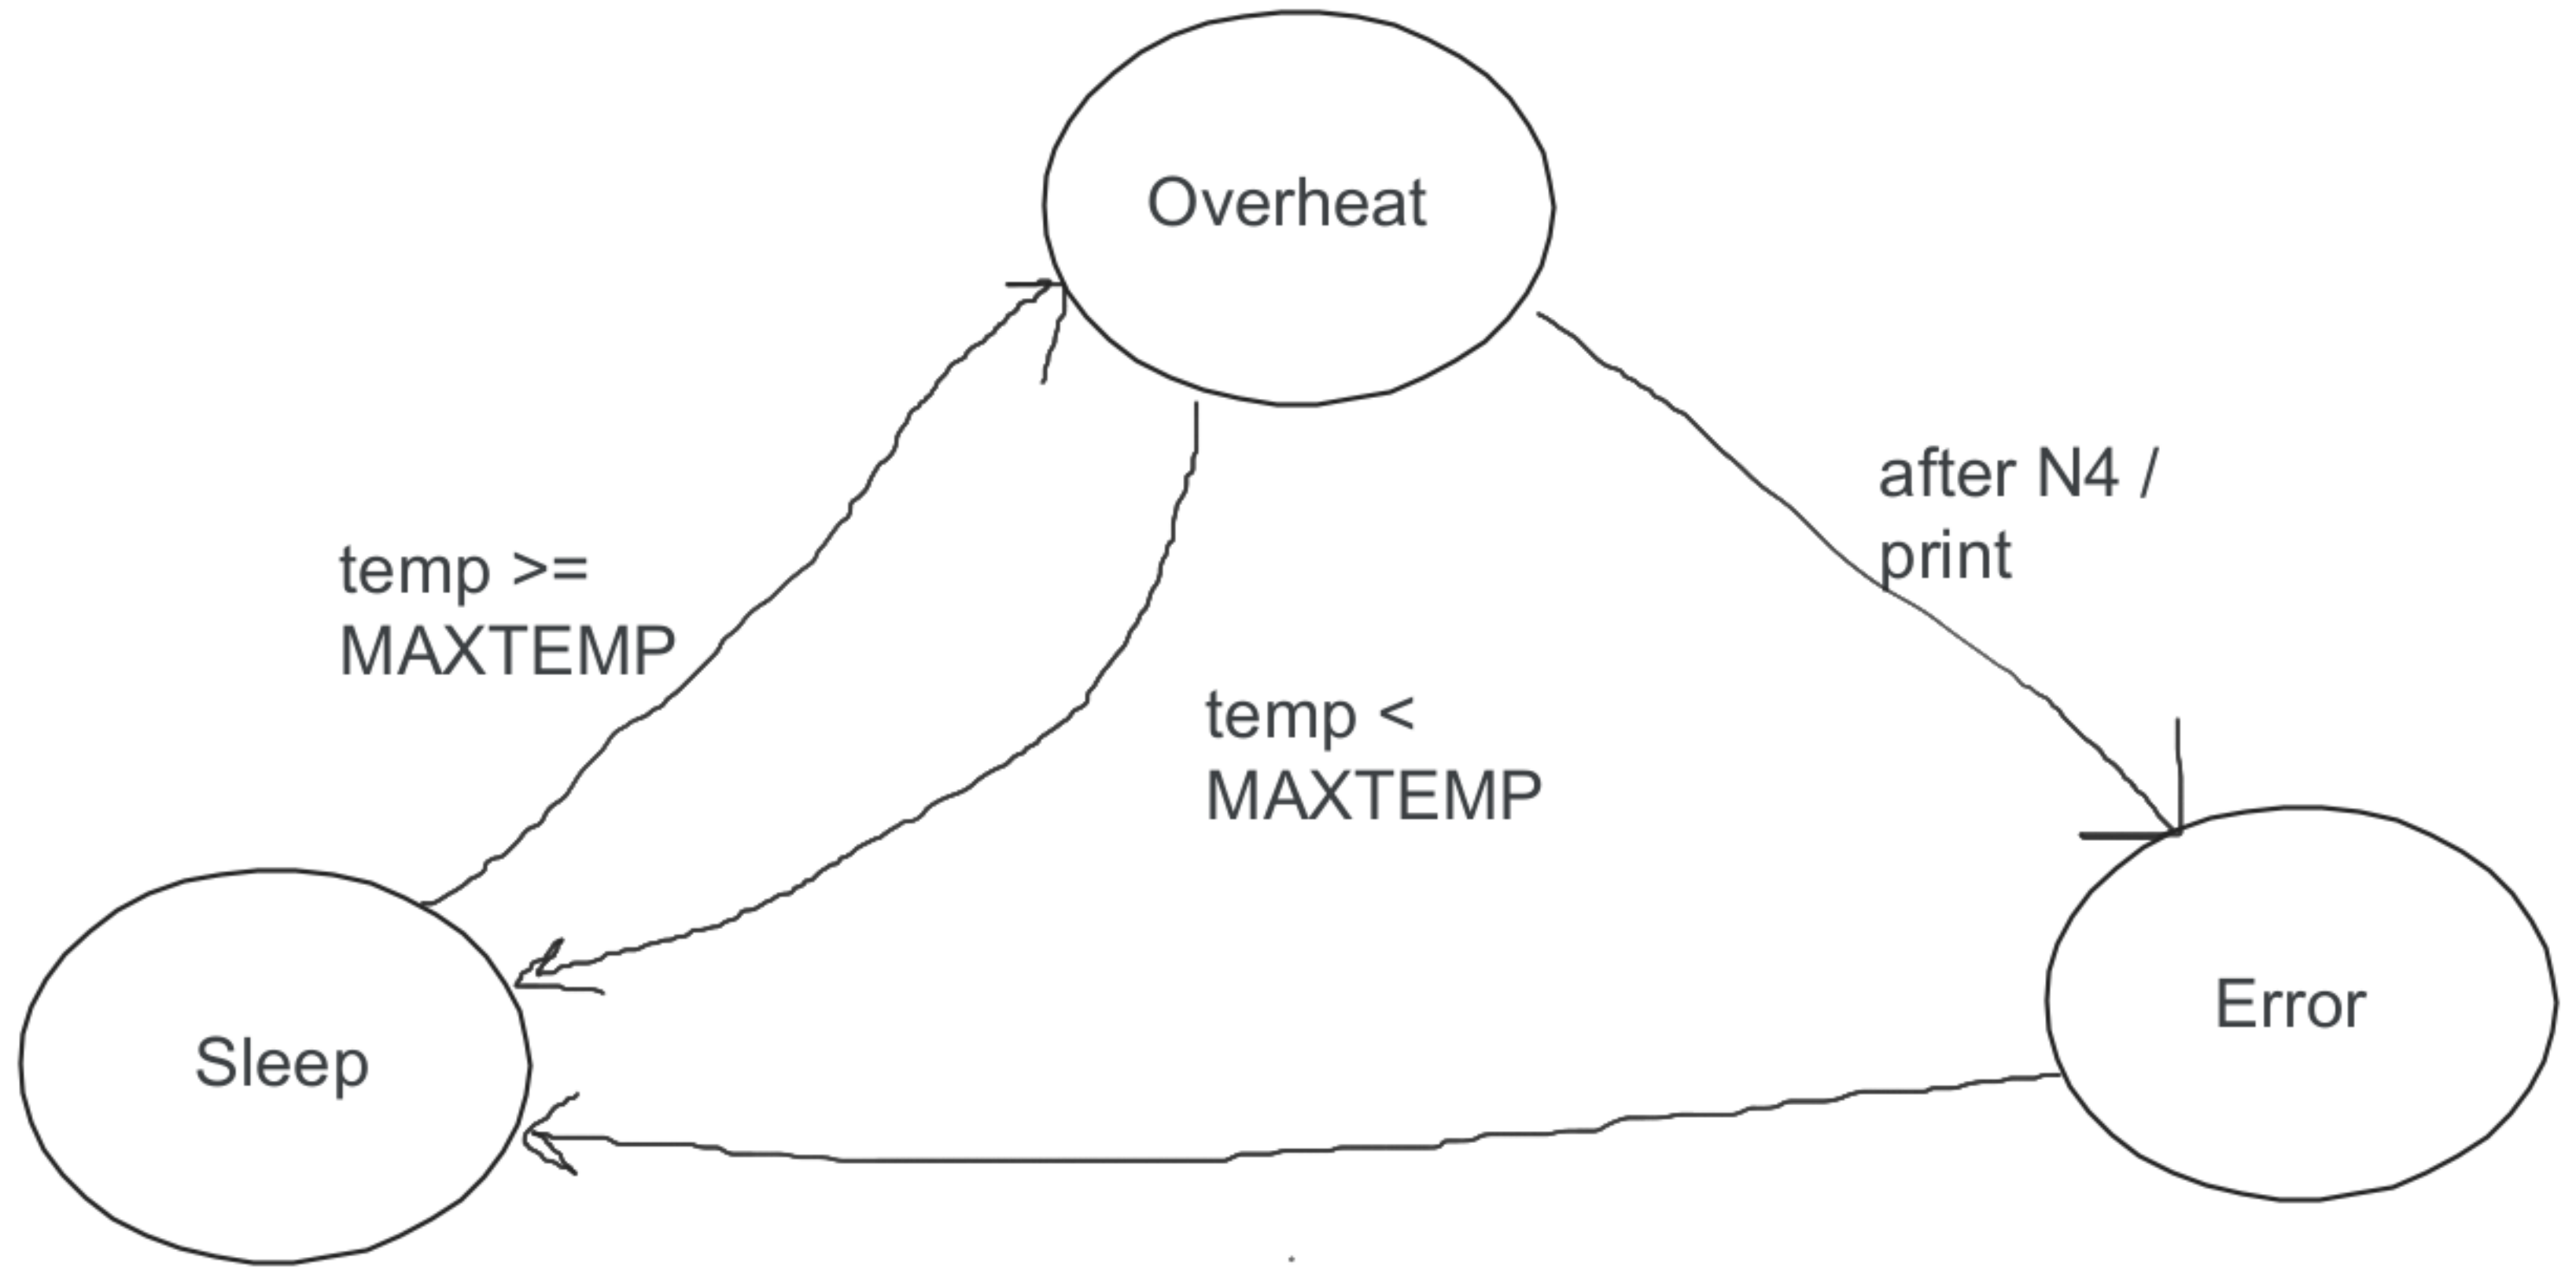 Overheat
after N4 /
print
temp >=
MAXTEMP
temp <
MAXTEMP
Error
Sleep